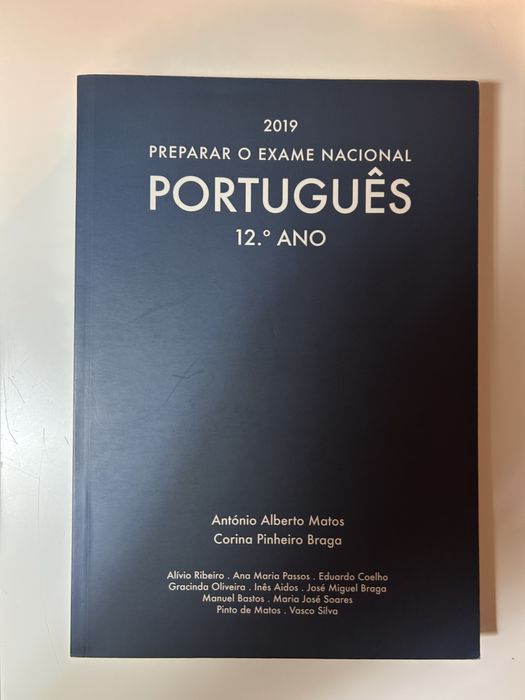 2019
PREPARAR O EXAME NACIONAL
PORTUGUÊS
12.º ANO
António Alberto Matos
Corina Pinheiro Braga
Alívio Ribeiro . Ana Maria Passos . Eduardo Coelho
Gracinda Oliveira . Inês Aidos . José Miguel Braga
Manuel Bastos . Maria José Soares
Pinto de Matos . Vasco Silva